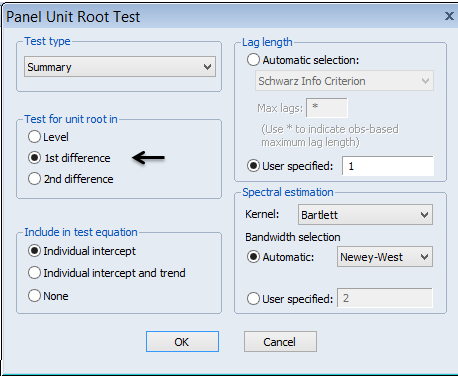 Panel Unit Root Test
X
Test type
Summary
Test for unit root in
Level
1st difference
2nd difference
Include in test equation
Individual intercept
Individual intercept and trend
None
Lag length
Automatic selection:
Schwarz Info Criterion
Max lags: *
(Use * to indicate obs-based
maximum lag length)
User specified: 1
Spectral estimation
Kernel: Bartlett
Bandwidth selection
Automatic: Newey-West
User specified: 2
OK
Cancel